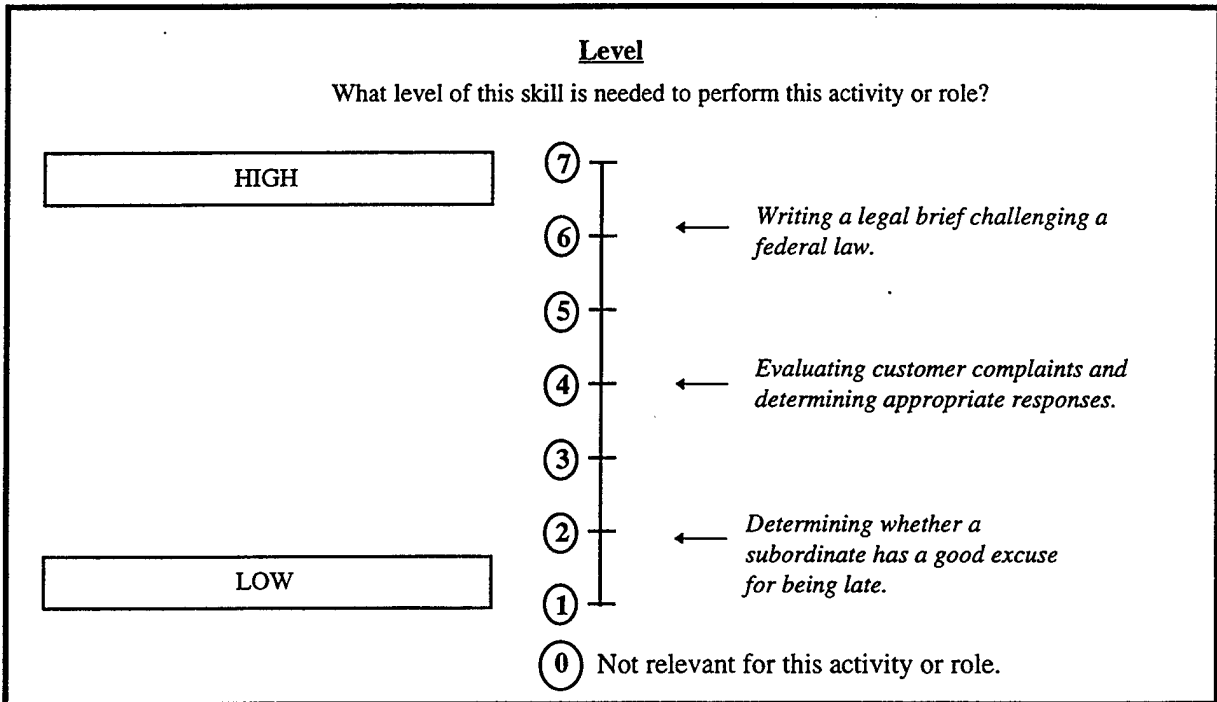 Level
What level of this skill is needed to perform this activity or role?
HIGH
7
6
Writing a legal brief challenging a
federal law.
5
4
Evaluating customer complaints and
determining appropriate responses.
3
2
Determining whether a
subordinate has a good excuse
for being late.
LOW
1
0 Not relevant for this activity or role.